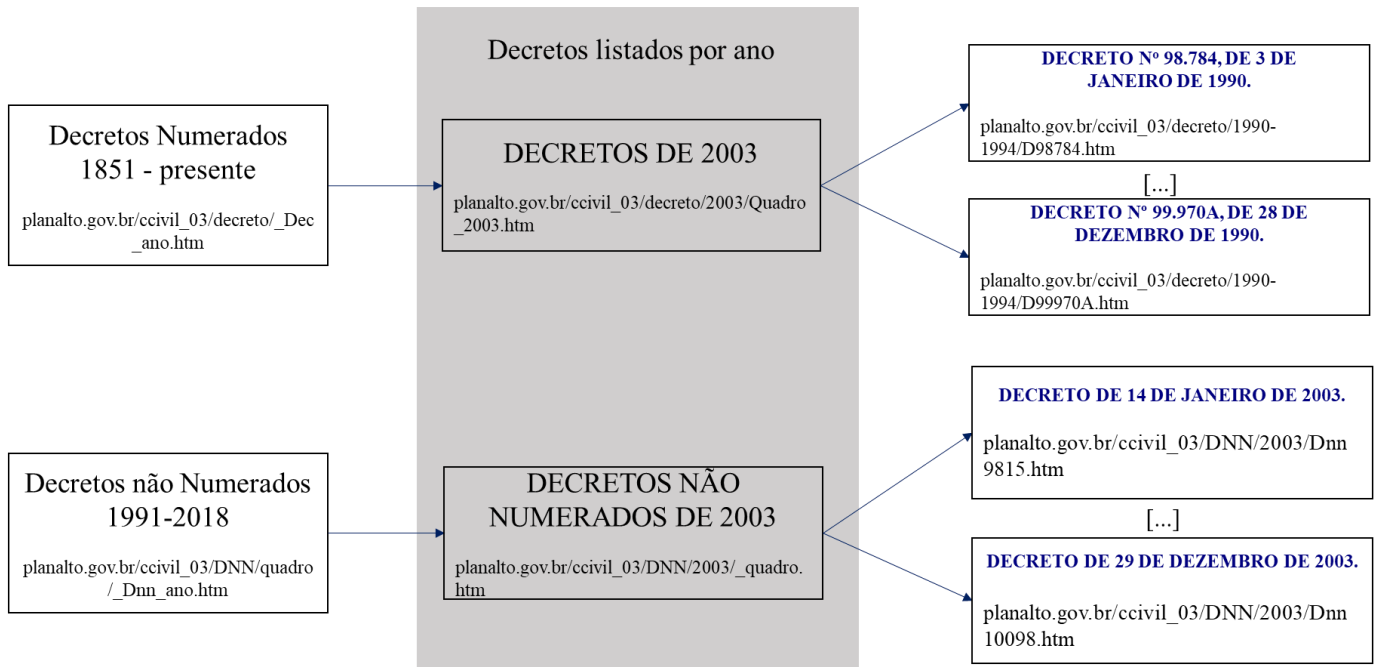 Decretos listados por ano
Decretos Numerados
1851 - presente
planalto.gov.br/ccivil_03/decreto/_Dec
_ano.htm
DECRETOS DE 2003
planalto.gov.br/ccivil_03/decreto/2003/Quadro
_2003.htm
DECRETO Nº 98.784, DE 3 DE
JANEIRO DE 1990.
planalto.gov.br/ccivil_03/decreto/1990-
1994/D98784.htm
[...]
DECRETO Nº 99.970A, DE 28 DE
DEZEMBRO DE 1990.
planalto.gov.br/ccivil_03/decreto/1990-
1994/D99970A.htm
Decretos não Numerados
1991-2018
planalto.gov.br/ccivil_03/DNN/quadro
/_Dnn_ano.htm
DECRETOS NÃO
NUMERADOS DE 2003
planalto.gov.br/ccivil_03/DNN/2003/_quadro.
htm
DECRETO DE 14 DE JANEIRO DE 2003.
planalto.gov.br/ccivil_03/DNN/2003/Dnn
9815.htm
[...]
DECRETO DE 29 DE DEZEMBRO DE 2003.
planalto.gov.br/ccivil_03/DNN/2003/Dnn
10098.htm